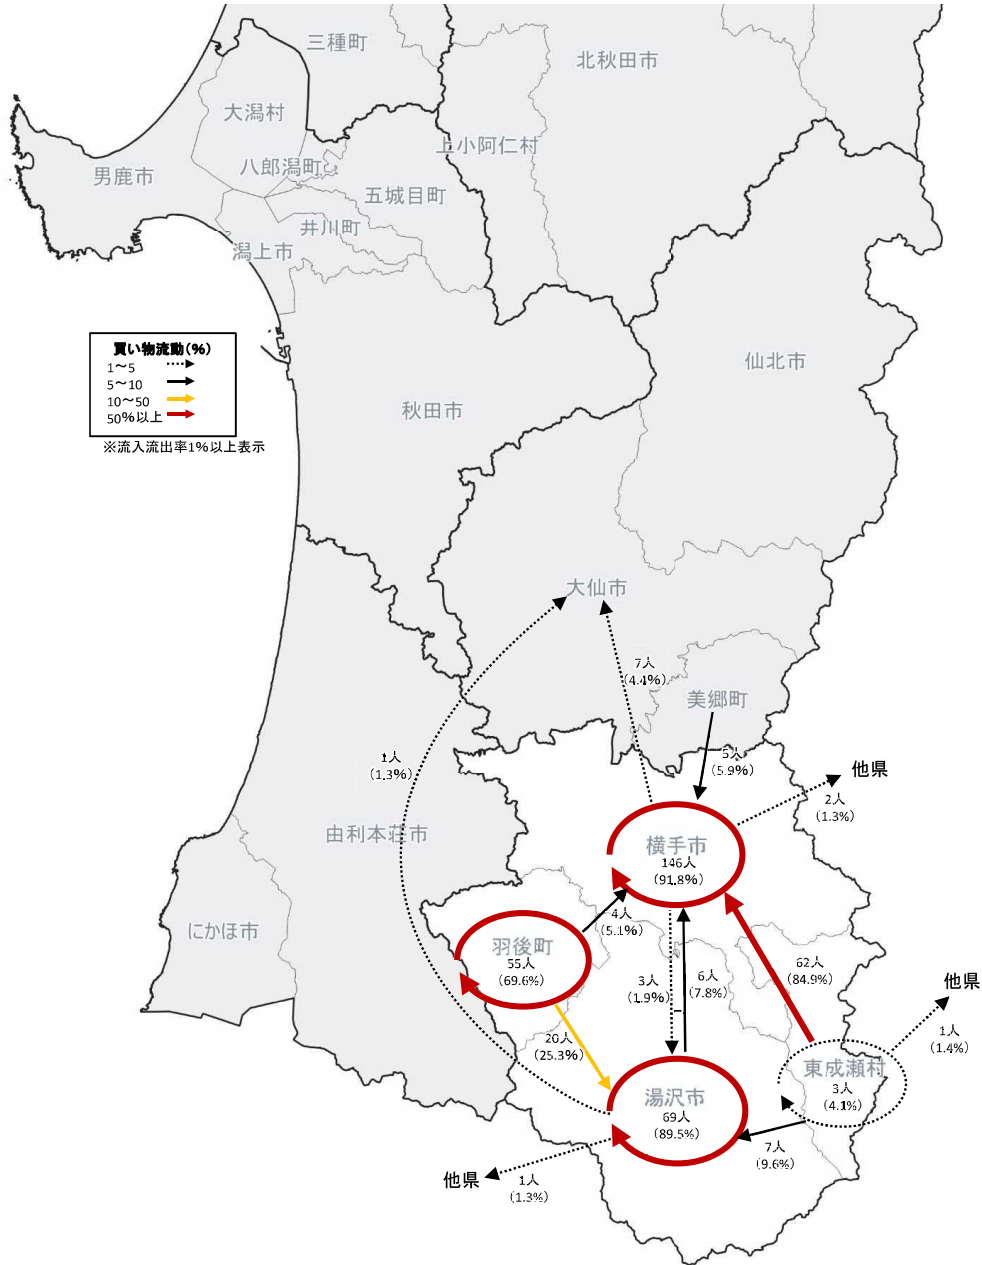 三種町
北秋田市
大潟村
上小阿仁村
八郎潟町
男鹿市
五城目町
井川町
潟上市
買い物流動(%)
1～5
5～10
10～50
50%以上
※流入流出率1%以上表示
仙北市
秋田市
大仙市
7人
(4.4%)
美郷町
1人
(1.3%)
5人
(5.9%)
他県
2人
(1.3%)
由利本荘市
横手市
146人
(91.8%)
にかほ市
羽後町
55人
(69.6%)
4人
(5.1%)
3人
(1.9%)
6人
(7.8%)
62人
(84.9%)
他県
1人
(1.4%)
20人
(25.3%)
東成瀬村
3人
(4.1%)
湯沢市
69人
(89.5%)
7人
(9.6%)
他県
1人
(1.3%)